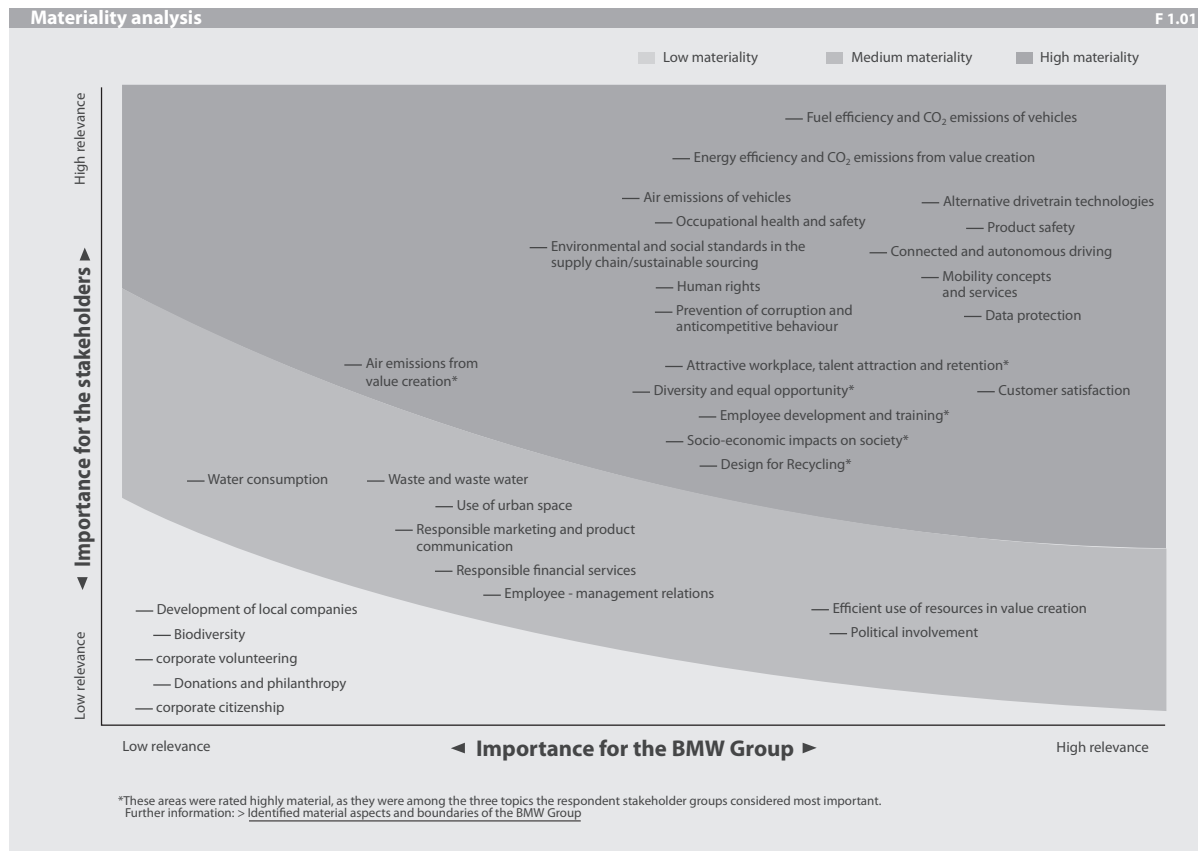 Materiality analysis
F 1.01
Low materiality
Medium materiality
High materiality
High relevance
◄ Importance for the stakeholders ►
Low relevance
Fuel efficiency and CO₂ emissions of vehicles
Energy efficiency and CO₂ emissions from value creation
Air emissions of vehicles
Alternative drivetrain technologies
Occupational health and safety
Product safety
Environmental and social standards in the
supply chain/sustainable sourcing
Connected and autonomous driving
Mobility concepts
and services
Human rights
Prevention of corruption and
anticompetitive behaviour
Data protection
Air emissions from
value creation*
Attractive workplace, talent attraction and retention*
Diversity and equal opportunity*
Customer satisfaction
Employee development and training*
Socio-economic impacts on society*
Design for Recycling*
Water consumption
Waste and waste water
Use of urban space
Responsible marketing and product
communication
Responsible financial services
Employee - management relations
Development of local companies
Efficient use of resources in value creation
Biodiversity
Political involvement
corporate volunteering
Donations and philanthropy
corporate citizenship
Low relevance
◄ Importance for the BMW Group ►
High relevance
*These areas were rated highly material, as they were among the three topics the respondent stakeholder groups considered most important.
Further information: > Identified material aspects and boundaries of the BMW Group